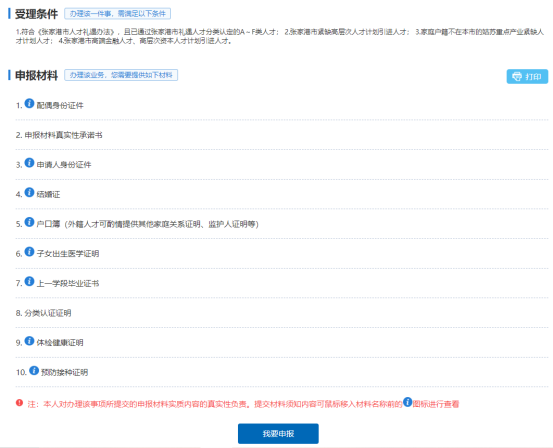 受理条件 办理该一件事，需满足以下条件
1.符合《张家港市人才礼遇办法》，且已通过张家港市礼遇人才分类认定的A～F类人才； 2.张家港市紧缺高层次人才计划引进人才； 3.家庭户籍不在本市的姑苏重点产业紧缺人
才计划人才； 4.张家港市高端金融人才、高层次资本人才计划引进人才。
申报材料 办理该业务，您需要提供如下材料 打印
1. 配偶身份证件
2. 申报材料真实性承诺书
3. 申请人身份证件
4. 结婚证
5. 户口簿（外籍人才可酌情提供其他家庭关系证明、监护人证明等）
6. 子女出生医学证明
7. 上一学段毕业证书
8. 分类认证证明
9. 体检健康证明
10. 预防接种证明
注：本人对办理该事项所提交的申报材料实质内容的真实性负责。提交材料须知内容可鼠标移入材料名称前的图标进行查看
我要申报